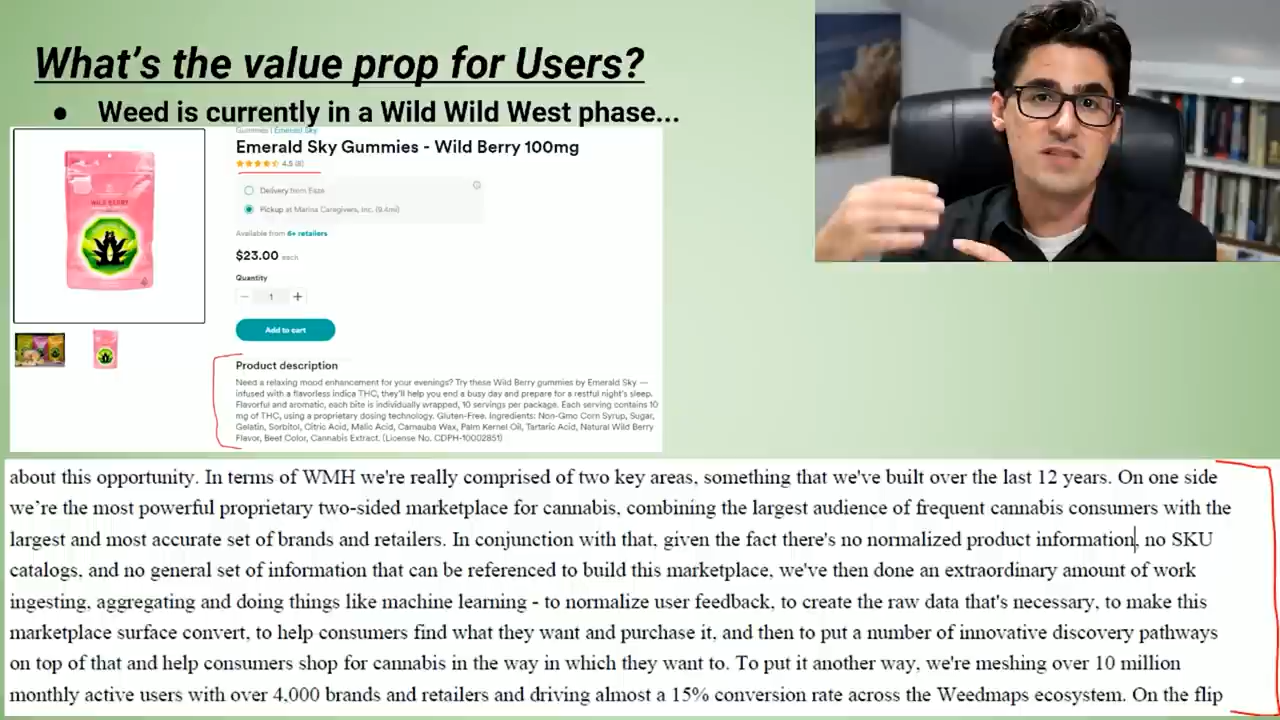 What's the value prop for Users?
● Weed is currently in a Wild Wild West phase...
Gummies | Emerald Sky
Emerald Sky Gummies - Wild Berry 100mg
4.5 (8)
Delivery from Eaze
Pickup at Marina Caregivers, Inc. (9.4mi)
Available from 6+ retailers
$23.00 each
Quantity
− 1 +
Add to cart
WILD BERRY
Product description
Need a relaxing mood enhancement for your evenings? Try these Wild Berry gummies by Emerald Sky —
infused with a flavorless indica THC, they'll help you end a busy day and prepare for a restful night's sleep.
Flavorful and aromatic, each bite is individually wrapped, 10 servings per package. Each serving contains 10
mg of THC, using a proprietary dosing technology. Gluten-Free. Ingredients: Non-Gmo Corn Syrup, Sugar,
Gelatin, Sorbitol, Citric Acid, Malic Acid, Carnauba Wax, Palm Kernel Oil, Tartaric Acid, Natural Wild Berry
Flavor, Beet Color, Cannabis Extract. (License No. CDPH-10002851)
about this opportunity. In terms of WMH we're really comprised of two key areas, something that we've built over the last 12 years. On one side
we're the most powerful proprietary two-sided marketplace for cannabis, combining the largest audience of frequent cannabis consumers with the
largest and most accurate set of brands and retailers. In conjunction with that, given the fact there's no normalized product information, no SKU
catalogs, and no general set of information that can be referenced to build this marketplace, we've then done an extraordinary amount of work
ingesting, aggregating and doing things like machine learning - to normalize user feedback, to create the raw data that's necessary, to make this
marketplace surface convert, to help consumers find what they want and purchase it, and then to put a number of innovative discovery pathways
on top of that and help consumers shop for cannabis in the way in which they want to. To put it another way, we're meshing over 10 million
monthly active users with over 4,000 brands and retailers and driving almost a 15% conversion rate across the Weedmaps ecosystem. On the flip